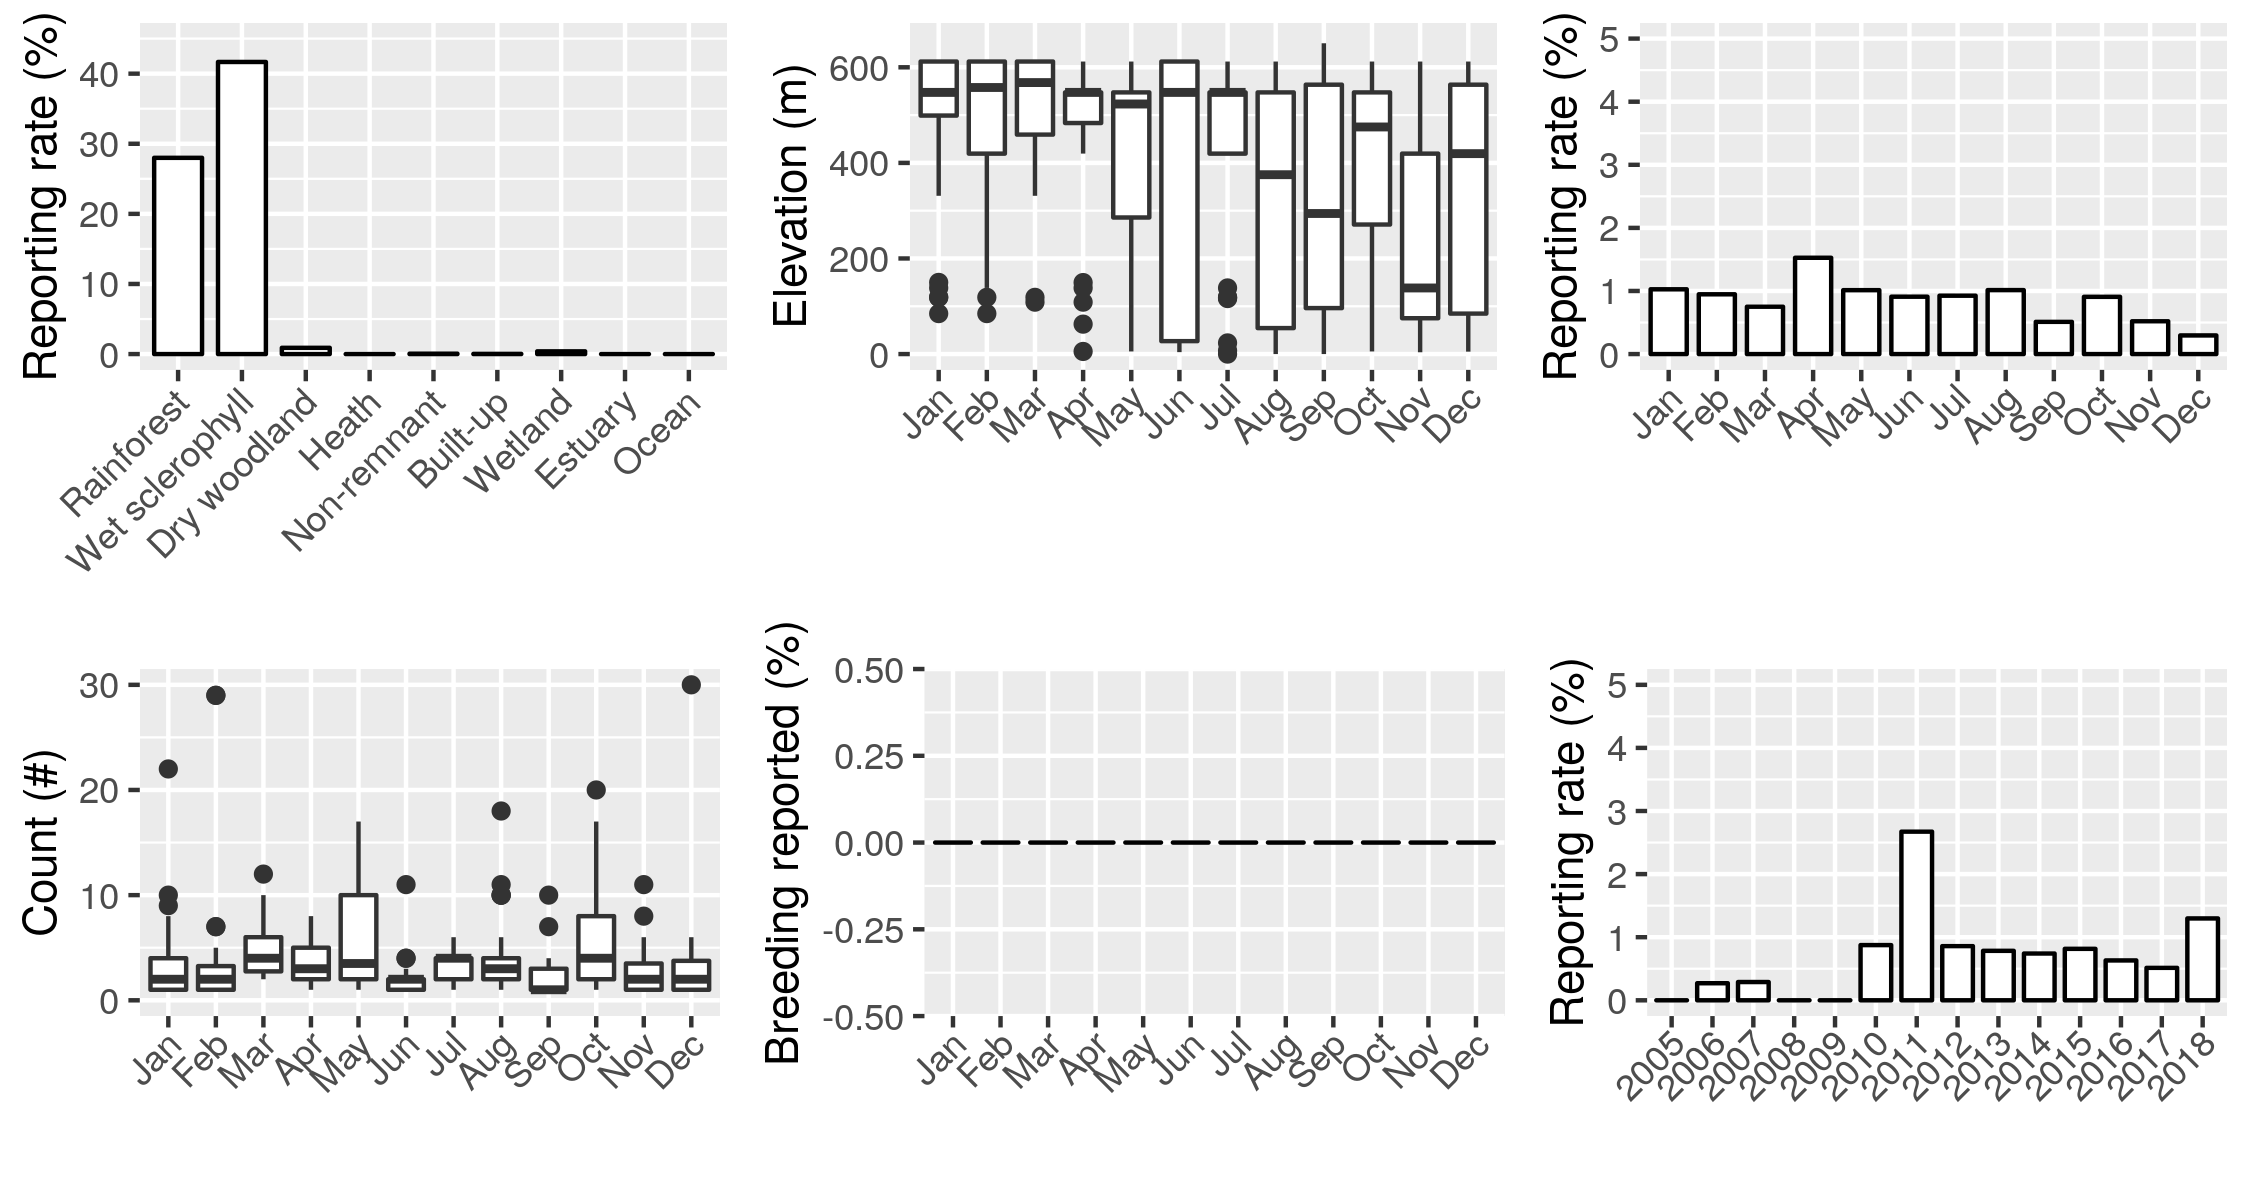 Reporting rate (%)
40
30
20
10
0
Rainforest
Wet sclerophyll
Dry woodland
Heath
Non-remnant
Built-up
Wetland
Estuary
Ocean
Elevation (m)
600
400
200
0
Jan
Feb
Mar
Apr
May
Jun
Jul
Aug
Sep
Oct
Nov
Dec
Reporting rate (%)
5
4
3
2
1
0
Jan
Feb
Mar
Apr
May
Jun
Jul
Aug
Sep
Oct
Nov
Dec
Count (#)
30
20
10
0
Jan
Feb
Mar
Apr
May
Jun
Jul
Aug
Sep
Oct
Nov
Dec
Breeding reported (%)
0.50
0.25
0.00
-0.25
-0.50
Jan
Feb
Mar
Apr
May
Jun
Jul
Aug
Sep
Oct
Nov
Dec
Reporting rate (%)
5
4
3
2
1
0
2005
2006
2007
2008
2009
2010
2011
2012
2013
2014
2015
2016
2017
2018